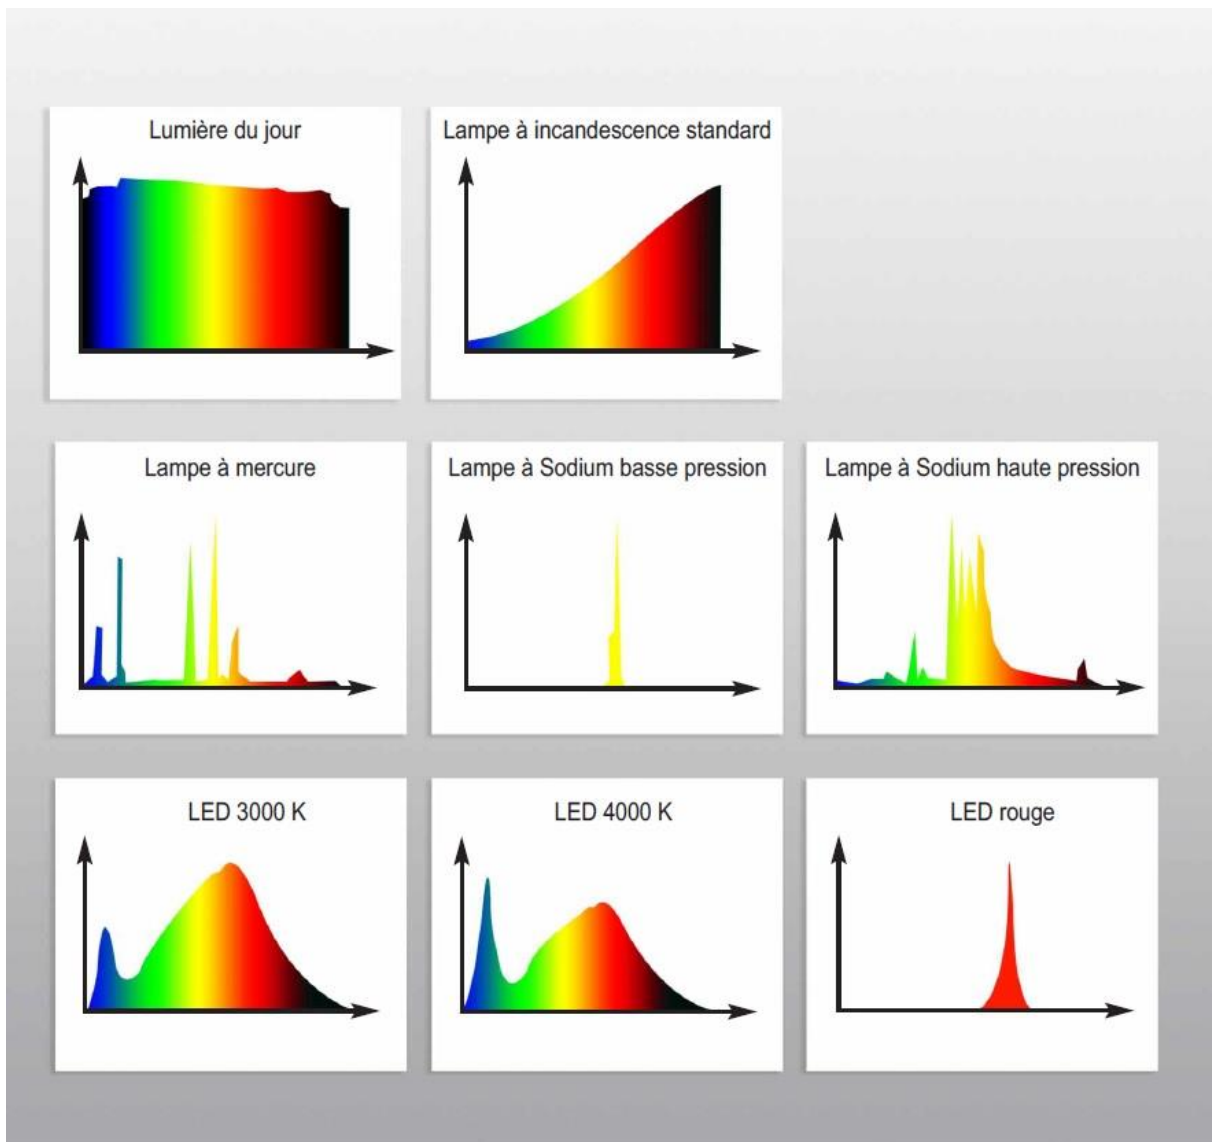 Lumière du jour
Lampe à incandescence standard
Lampe à mercure
Lampe à Sodium basse pression
Lampe à Sodium haute pression
LED 3000 K
LED 4000 K
LED rouge